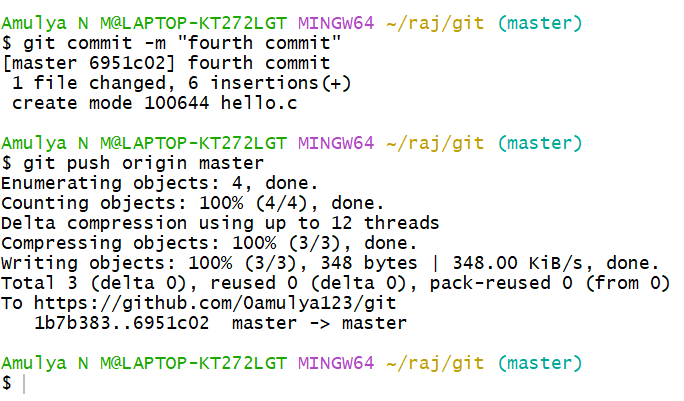 Amulya N M@LAPTOP-KT272LGT MINGW64 ~/raj/git (master)
$ git commit -m "fourth commit"
[master 6951c02] fourth commit
 1 file changed, 6 insertions(+)
 create mode 100644 hello.c

Amulya N M@LAPTOP-KT272LGT MINGW64 ~/raj/git (master)
$ git push origin master
Enumerating objects: 4, done.
Counting objects: 100% (4/4), done.
Delta compression using up to 12 threads
Compressing objects: 100% (3/3), done.
Writing objects: 100% (3/3), 348 bytes | 348.00 KiB/s, done.
Total 3 (delta 0), reused 0 (delta 0), pack-reused 0 (from 0)
To https://github.com/0amulya123/git
   1b7b383..6951c02  master -> master

Amulya N M@LAPTOP-KT272LGT MINGW64 ~/raj/git (master)
$